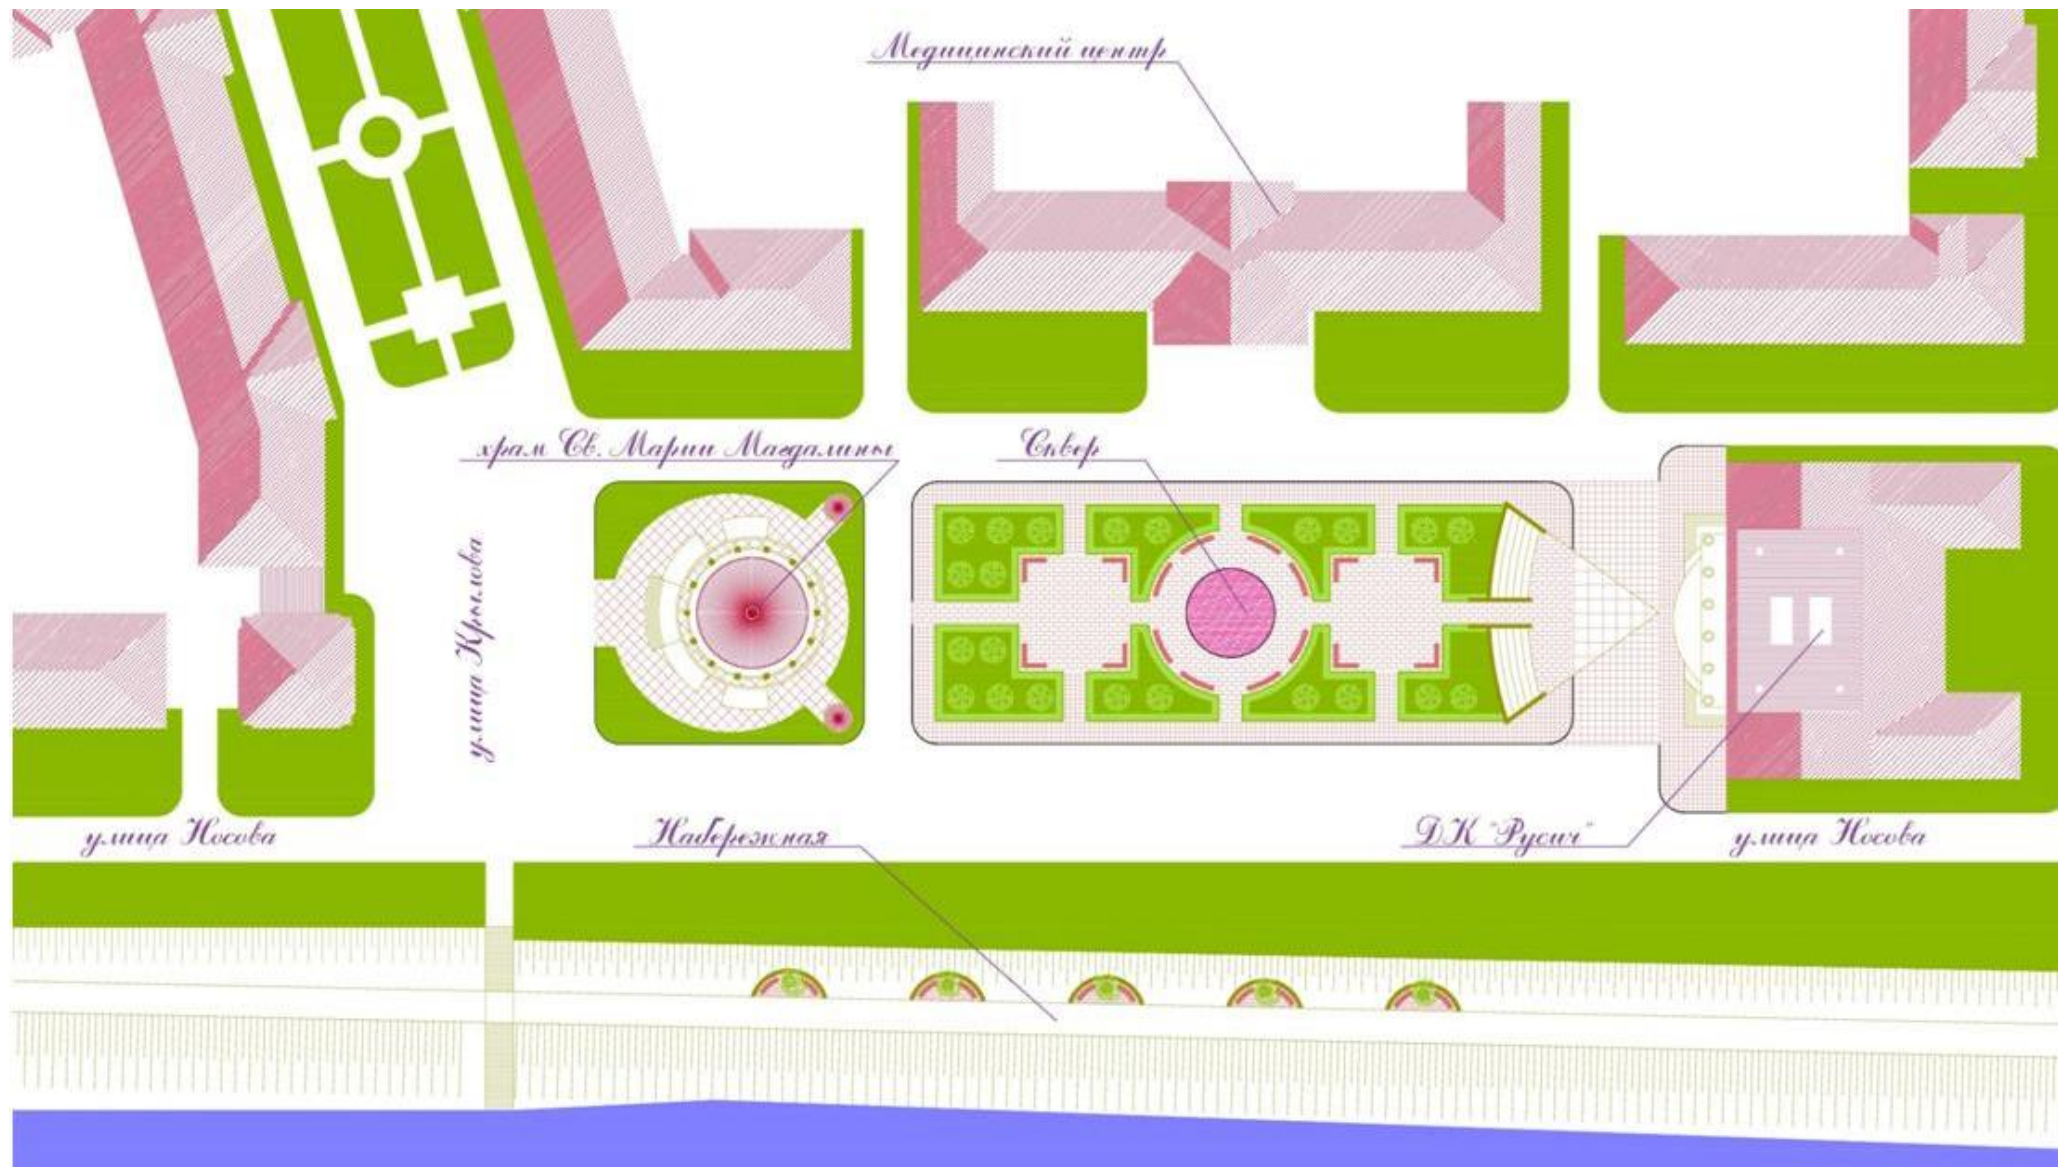 Медицинский центр
храм Св. Марии Магдалины
Сквер
улица Крылова
улица Носова
Набережная
ДК "Русич"
улица Носова